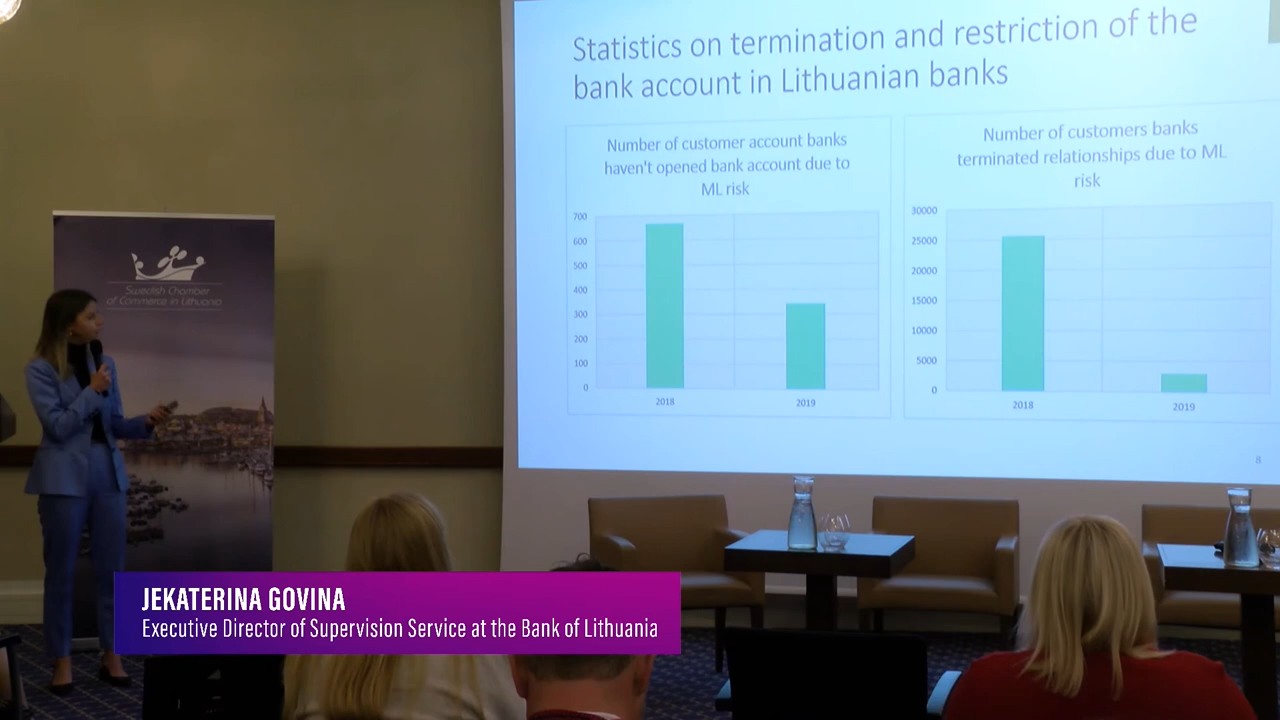 Statistics on termination and restriction of the
bank account in Lithuanian banks
Number of customer account banks
haven't opened bank account due to
ML risk
700
600
500
400
300
200
100
0
2018
2019
Number of customers banks
terminated relationships due to ML
risk
30000
25000
20000
15000
10000
5000
0
2018
2019
8
Swedish Chamber
of Commerce in Lithuania
JEKATERINA GOVINA
Executive Director of Supervision Service at the Bank of Lithuania